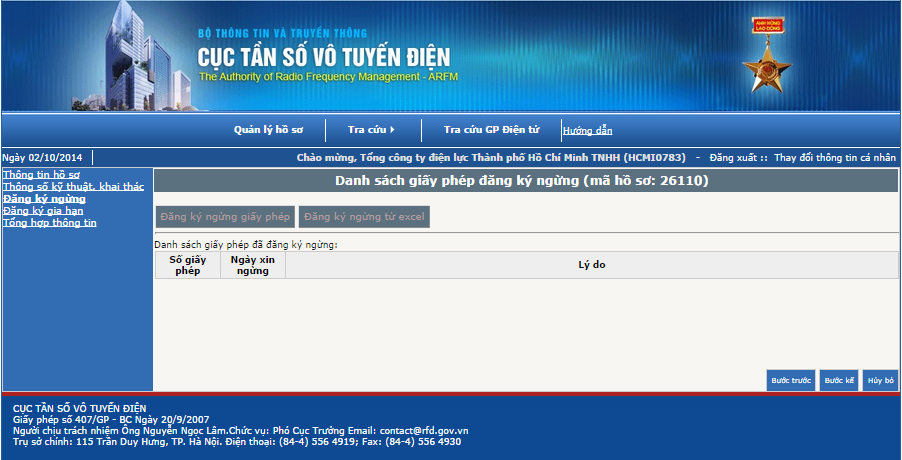 BỘ THÔNG TIN VÀ TRUYỀN THÔNG
CỤC TẦN SỐ VÔ TUYẾN ĐIỆN
The Authority of Radio Frequency Management - ARFM
ANH HÙNG
LAO ĐỘNG
Quản lý hồ sơ Tra cứu Tra cứu GP Điện tử Hướng dẫn
Ngày 02/10/2014 Chào mừng, Tổng công ty điện lực Thành phố Hồ Chí Minh TNHH (HCMI0783) - Đăng xuất :: Thay đổi thông tin cá nhân
Thông tin hồ sơ
Thông số kỹ thuật, khai thác
Đăng ký ngừng
Đăng ký gia hạn
Tổng hợp thông tin
Danh sách giấy phép đăng ký ngừng (mã hồ sơ: 26110)
Đăng ký ngừng giấy phép Đăng ký ngừng từ excel
Danh sách giấy phép đã đăng ký ngừng:
Số giấy phép Ngày xin ngừng Lý do
Bước trước Bước kế Hủy bỏ
CỤC TẦN SỐ VÔ TUYẾN ĐIỆN
Giấy phép số 407/GP - BC Ngày 20/9/2007
Người chịu trách nhiệm Ông Nguyễn Ngọc Lâm.Chức vụ: Phó Cục Trưởng Email: contact@rfd.gov.vn
Trụ sở chính: 115 Trần Duy Hưng, TP. Hà Nội. Điện thoại: (84-4) 556 4919; Fax: (84-4) 556 4930